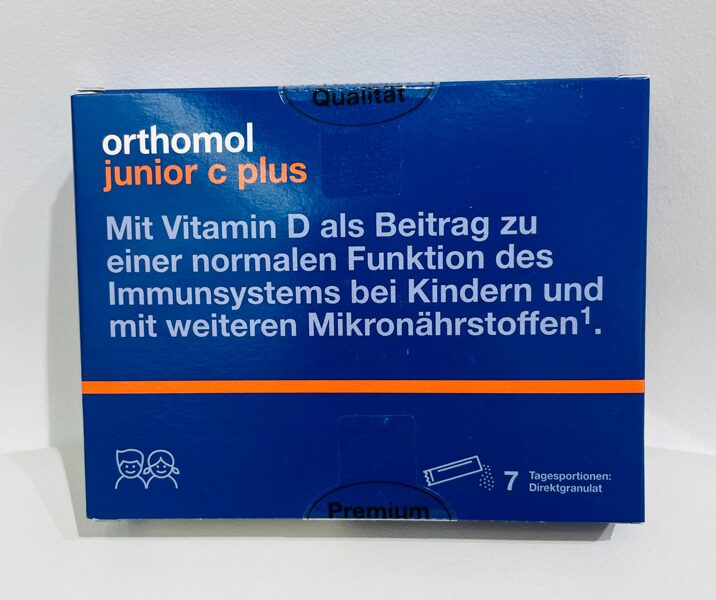 Qualität
orthomol
junior c plus
Mit Vitamin D als Beitrag zu
einer normalen Funktion des
Immunsystems bei Kindern und
mit weiteren Mikronährstoffen¹.
7 Tagesportionen:
Direktgranulat
Premium